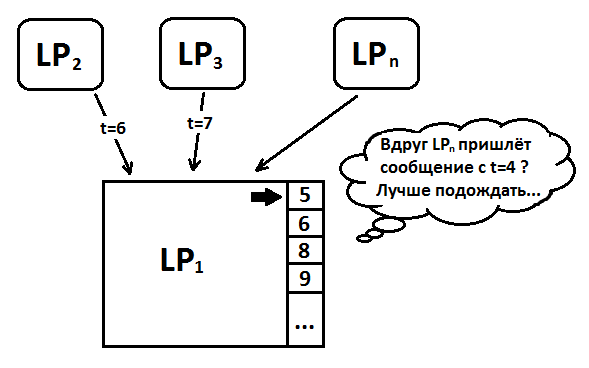 LP2
LP3
LPn
t=6
t=7
Вдруг LPn пришлёт
сообщение с t=4 ?
Лучше подождать...
LP1
5
6
8
9
...